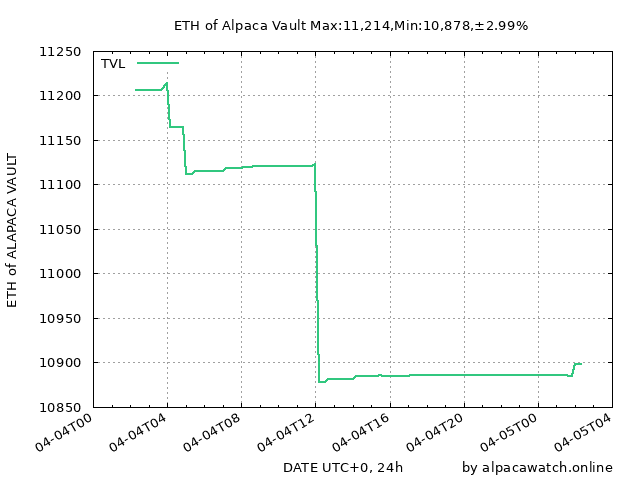 ETH of Alpaca Vault Max:11,214,Min:10,878,±2.99%
TVL
ETH of ALAPACA VAULT
11250
11200
11150
11100
11050
11000
10950
10900
10850
04-04T00
04-04T04
04-04T08
04-04T12
04-04T16
04-04T20
04-05T00
04-05T04
DATE UTC+0, 24h
by alpacawatch.online